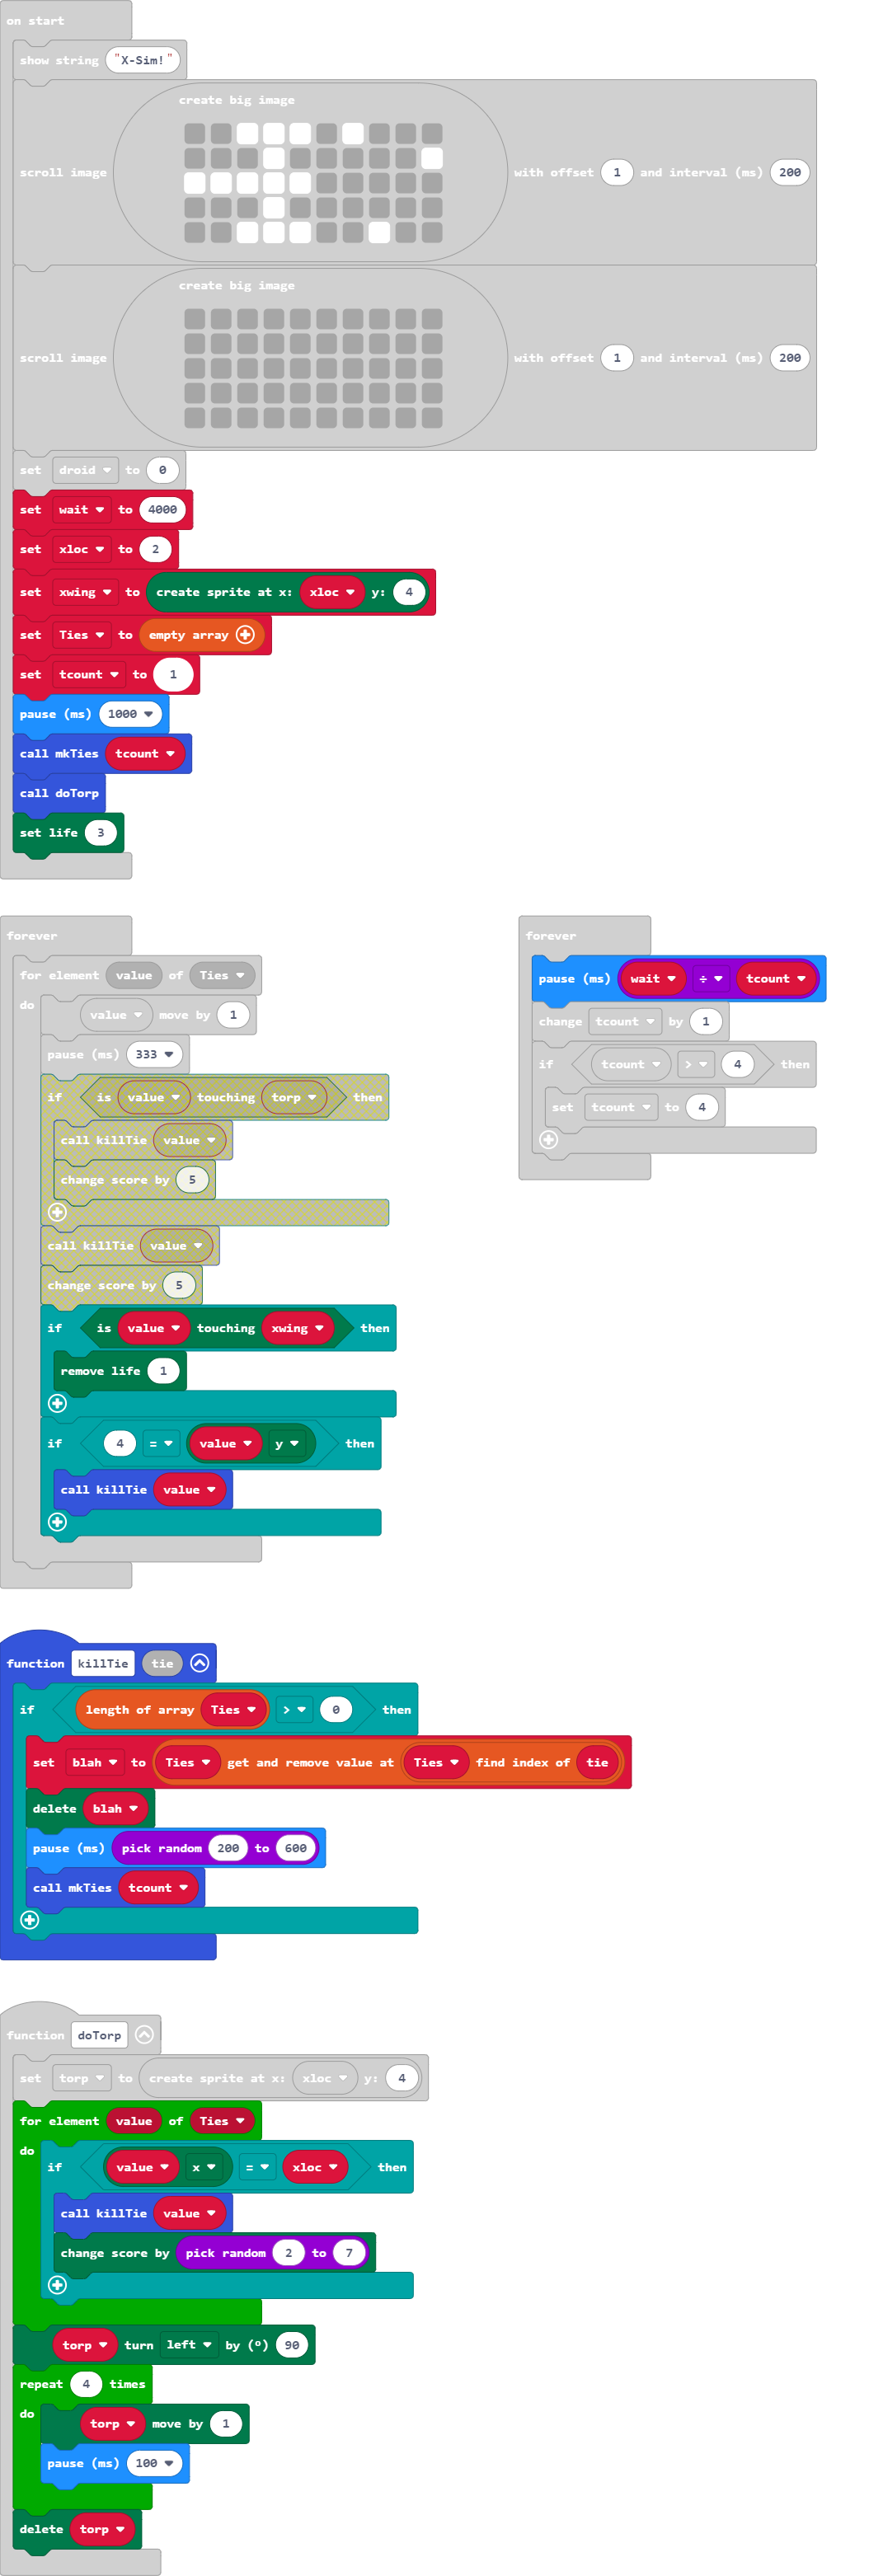 on start
show string "X-Sim!"
create big image
scroll image with offset 1 and interval (ms) 200
create big image
scroll image with offset 1 and interval (ms) 200
set droid to 0
set wait to 4000
set xloc to 2
set xwing to create sprite at x: xloc y: 4
set Ties to empty array
set tcount to 1
pause (ms) 1000
call mkTies tcount
call doTorp
set life 3
forever
for element value of Ties
do
value move by 1
pause (ms) 333
if is value touching torp then
call killTie value
change score by 5
call killTie value
change score by 5
if is value touching xwing then
remove life 1
if 4 = value y then
call killTie value
forever
pause (ms) wait ÷ tcount
change tcount by 1
if tcount > 4 then
set tcount to 4
function killTie tie
if length of array Ties > 0 then
set blah to Ties get and remove value at Ties find index of tie
delete blah
pause (ms) pick random 200 to 600
call mkTies tcount
function doTorp
set torp to create sprite at x: xloc y: 4
for element value of Ties
do
if value x = xloc then
call killTie value
change score by pick random 2 to 7
torp turn left by (º) 90
repeat 4 times
do
torp move by 1
pause (ms) 100
delete torp